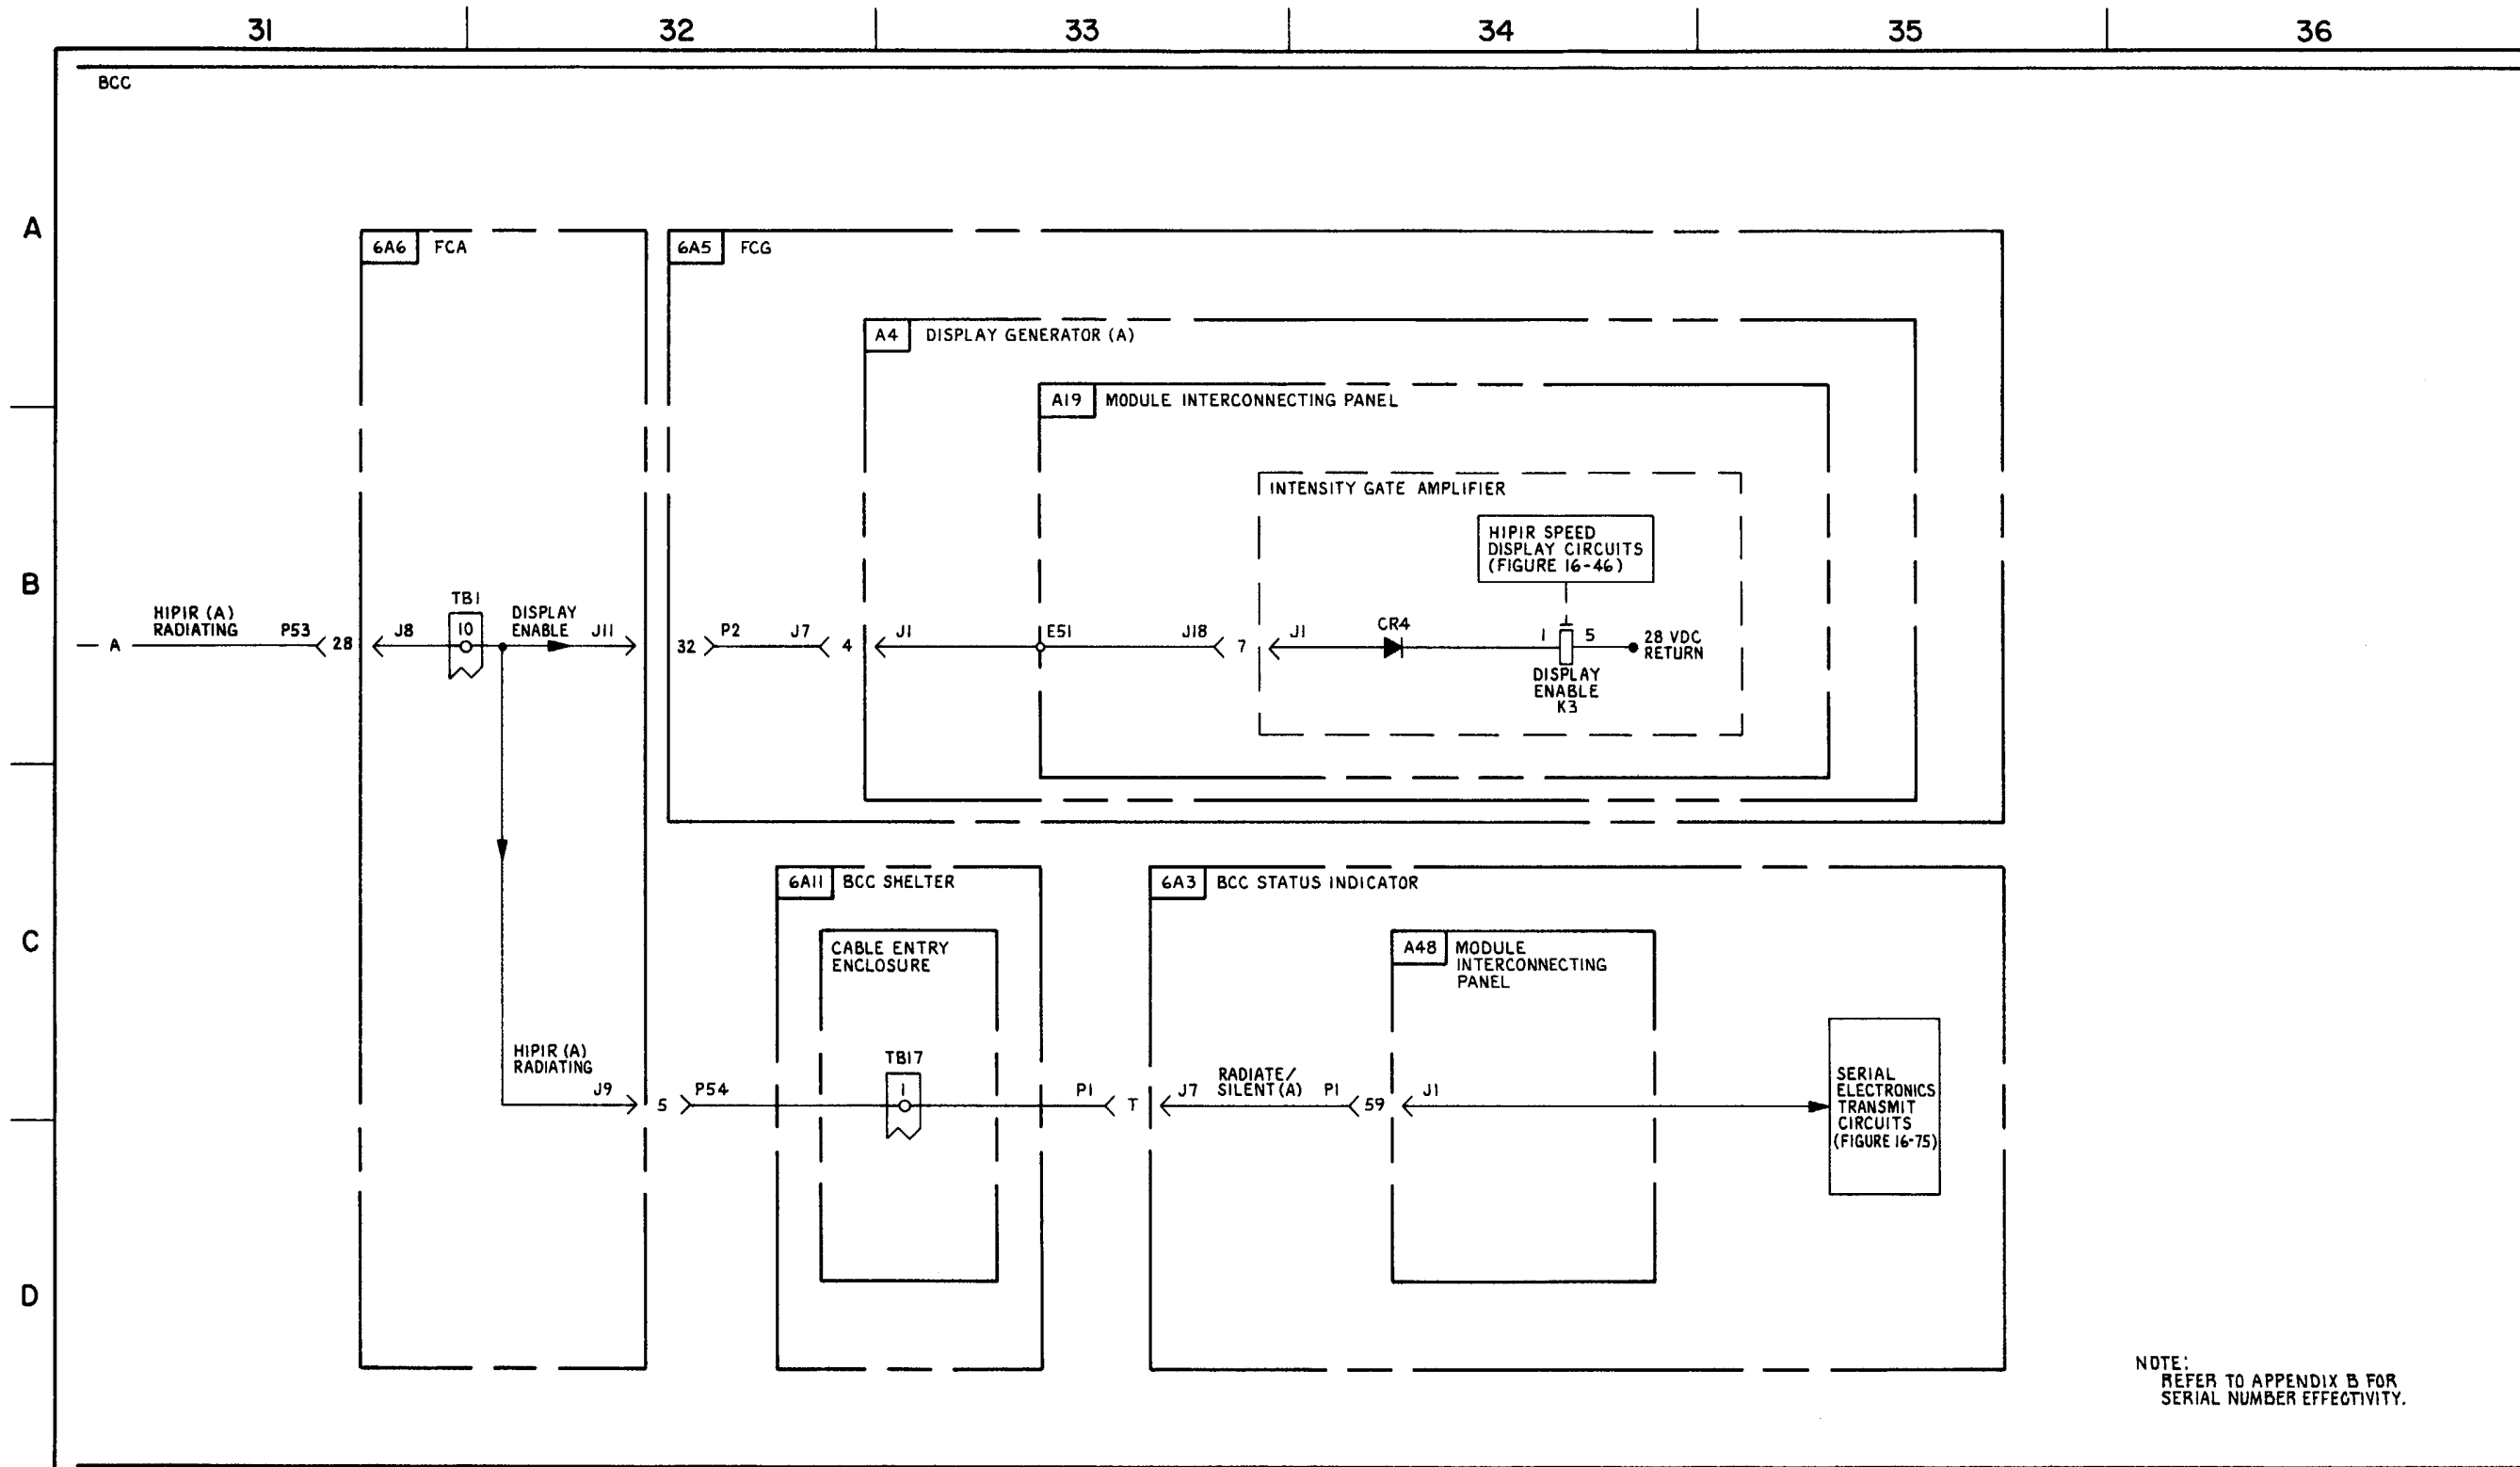 31 32 33 34 35 36
BCC
A
6A6 FCA
6A5 FCG
A4 DISPLAY GENERATOR (A)
A19 MODULE INTERCONNECTING PANEL
INTENSITY GATE AMPLIFIER
HIPIR SPEED
DISPLAY CIRCUITS
(FIGURE 16-46)
B
A
HIPIR (A)
RADIATING
P53
28
J8
TB1
10
DISPLAY
ENABLE
J11
32
P2
J7
4
J1
E51
J18
7
J1
CR4
1
5
28 VDC
RETURN
DISPLAY
ENABLE
K3
6A11 BCC SHELTER
6A3 BCC STATUS INDICATOR
C
CABLE ENTRY
ENCLOSURE
A48 MODULE
INTERCONNECTING
PANEL
HIPIR (A)
RADIATING
J9
5
P54
TB17
1
P1
T
J7
RADIATE/
SILENT (A)
P1
59
J1
SERIAL
ELECTRONICS
TRANSMIT
CIRCUITS
(FIGURE 16-75)
D
NOTE:
REFER TO APPENDIX B FOR
SERIAL NUMBER EFFECTIVITY.